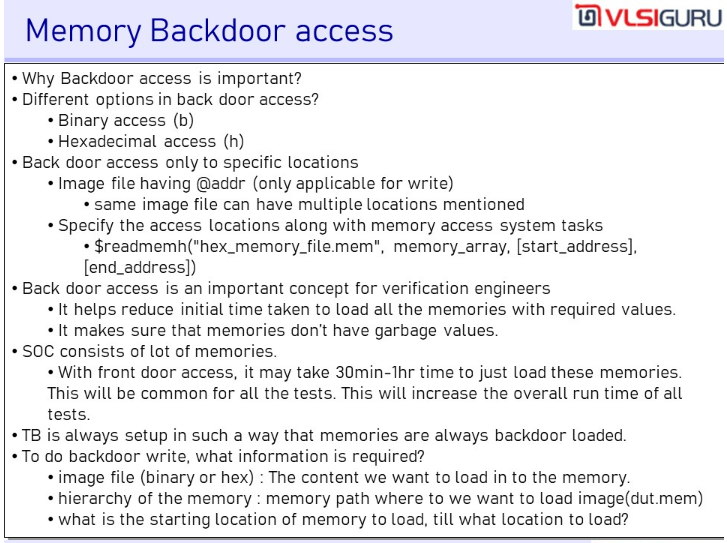 Memory Backdoor access
VLSIGURU
• Why Backdoor access is important?
• Different options in back door access?
• Binary access (b)
• Hexadecimal access (h)
• Back door access only to specific locations
• Image file having @addr (only applicable for write)
• same image file can have multiple locations mentioned
• Specify the access locations along with memory access system tasks
• $readmemh("hex_memory_file.mem", memory_array, [start_address],
[end_address])
• Back door access is an important concept for verification engineers
• It helps reduce initial time taken to load all the memories with required values.
• It makes sure that memories don't have garbage values.
• SOC consists of lot of memories.
• With front door access, it may take 30min-1hr time to just load these memories.
This will be common for all the tests. This will increase the overall run time of all
tests.
• TB is always setup in such a way that memories are always backdoor loaded.
• To do backdoor write, what information is required?
• image file (binary or hex) : The content we want to load in to the memory.
• hierarchy of the memory : memory path where to we want to load image(dut.mem)
• what is the starting location of memory to load, till what location to load?